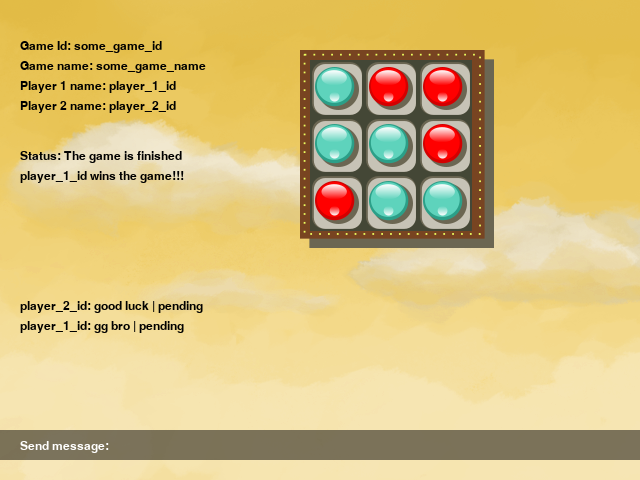 Game Id: some_game_id
Game name: some_game_name
Player 1 name: player_1_id
Player 2 name: player_2_id
Status: The game is finished
player_1_id wins the game!!!
player_2_id: good luck | pending
player_1_id: gg bro | pending
Send message: